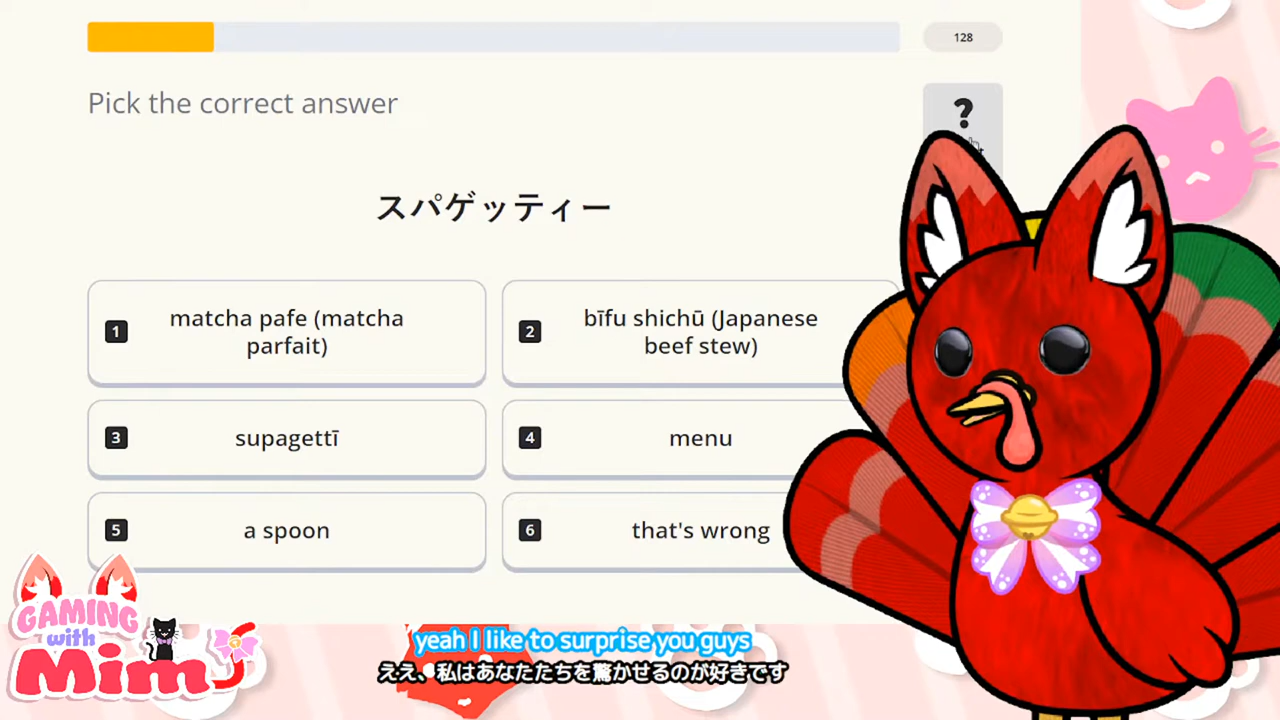 128
Pick the correct answer
?
スパゲッティー
1 matcha pafe (matcha
parfait)
2 bīfu shichū (Japanese
beef stew)
3 supagettī
4 menu
5 a spoon
6 that's wrong
GAMING
with
Mim
yeah I like to surprise you guys
ええ、私はあなたたちを驚かせるのが好きです